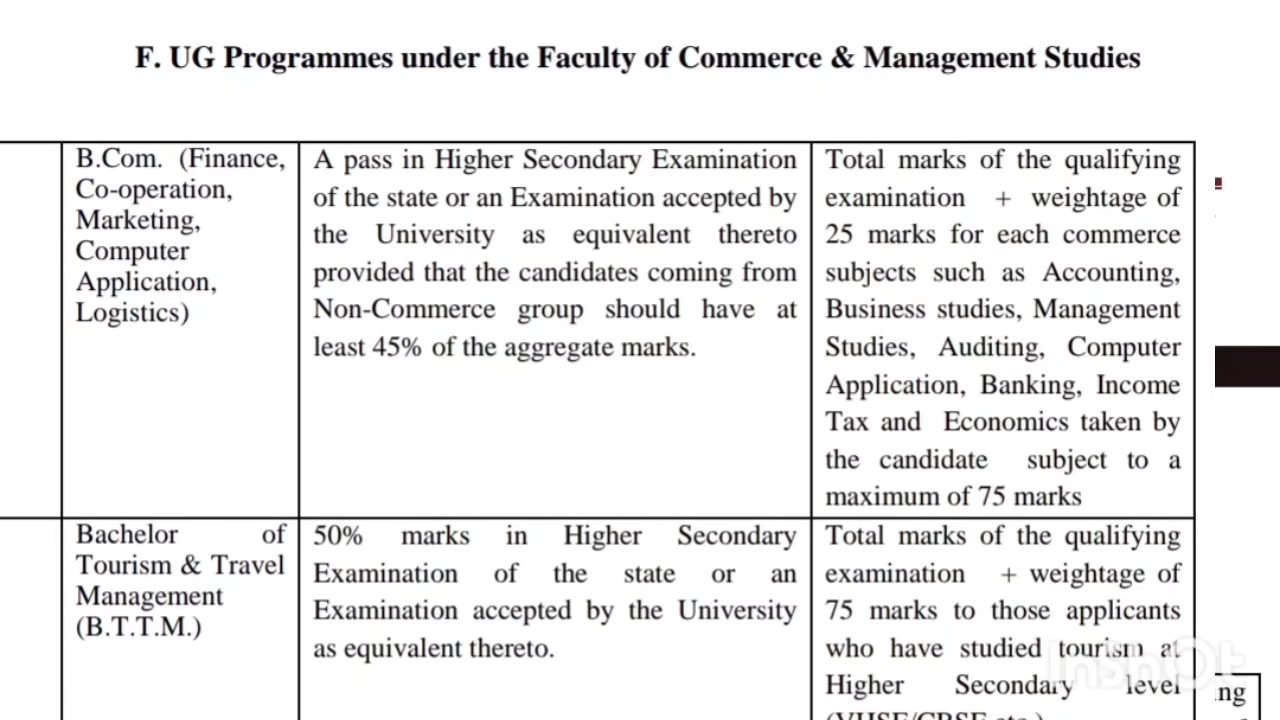 F. UG Programmes under the Faculty of Commerce & Management Studies
B.Com. (Finance,
Co-operation,
Marketing,
Computer
Application,
Logistics)
A pass in Higher Secondary Examination
of the state or an Examination accepted by
the University as equivalent thereto
provided that the candidates coming from
Non-Commerce group should have at
least 45% of the aggregate marks.
Total marks of the qualifying
examination + weightage of
25 marks for each commerce
subjects such as Accounting,
Business studies, Management
Studies, Auditing, Computer
Application, Banking, Income
Tax and Economics taken by
the candidate subject to a
maximum of 75 marks
Bachelor of
Tourism & Travel
Management
(B.T.T.M.)
50% marks in Higher Secondary
Examination of the state or an
Examination accepted by the University
as equivalent thereto.
Total marks of the qualifying
examination + weightage of
75 marks to those applicants
who have studied tourism at
Higher Secondary level
(VHSE/CBSE etc.)
InShOt
ing